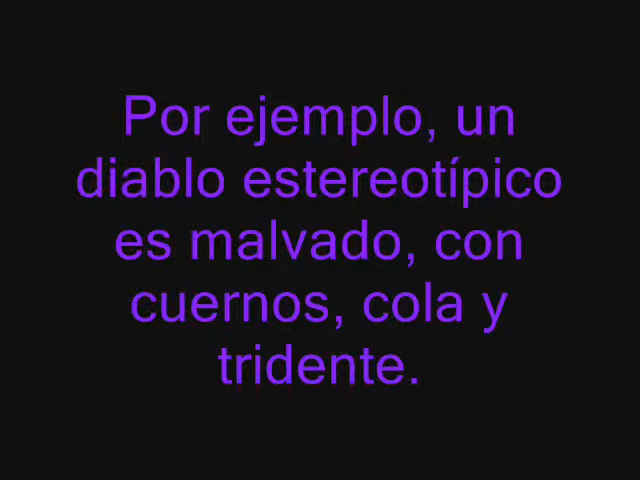 Por ejemplo, un
diablo estereotípico
es malvado, con
cuernos, cola y
tridente.